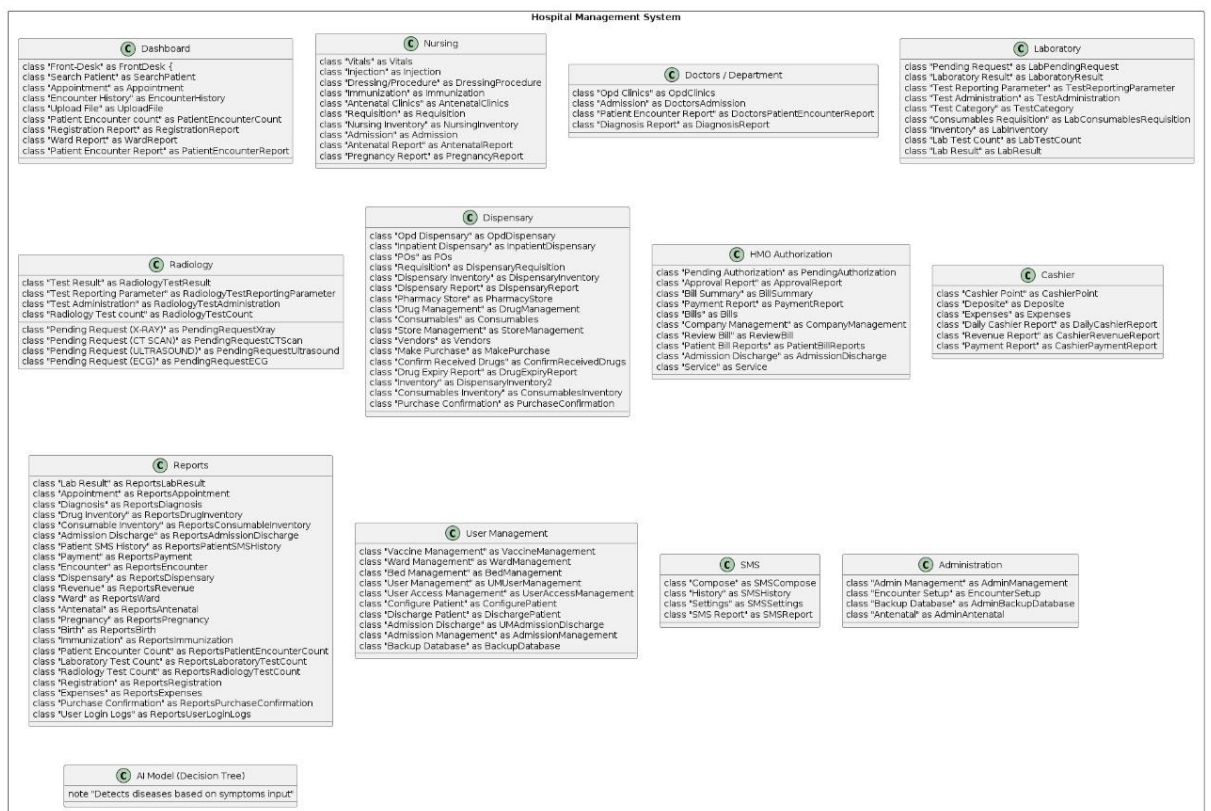 Hospital Management System
C Dashboard
class "Front-Desk" as FrontDesk {
class "Search Patient" as SearchPatient
class "Appointment" as Appointment
class "Encounter History" as EncounterHistory
class "Upload File" as UploadFile
class "Patient Encounter count" as PatientEncounterCount
class "Registration Report" as RegistrationReport
class "Ward Report" as WardReport
class "Patient Encounter Report" as PatientEncounterReport
C Nursing
class "Vitals" as Vitals
class "Injection" as Injection
class "Dressing/Procedure" as DressingProcedure
class "Immunization" as Immunization
class "Antenatal Clinics" as AntenatalClinics
class "Requisition" as Requisition
class "Nursing Inventory" as NursingInventory
class "Admission" as Admission
class "Antenatal Report" as AntenatalReport
class "Pregnancy Report" as PregnancyReport
C Doctors / Department
class "Opd Clinics" as OpdClinics
class "Admission" as DoctorsAdmission
class "Patient Encounter Report" as DoctorsPatientEncounterReport
class "Diagnosis Report" as DiagnosisReport
C Laboratory
class "Pending Request" as LabPendingRequest
class "Laboratory Result" as LaboratoryResult
class "Test Reporting Parameter" as TestReportingParameter
class "Test Administration" as TestAdministration
class "Test Category" as TestCategory
class "Consumables Requisition" as LabConsumablesRequisition
class "Inventory" as LabInventory
class "Lab Test Count" as LabTestCount
class "Lab Result" as LabResult
C Radiology
class "Test Result" as RadiologyTestResult
class "Test Reporting Parameter" as RadiologyTestReportingParameter
class "Test Administration" as RadiologyTestAdministration
class "Radiology Test count" as RadiologyTestCount
class "Pending Request (X-RAY)" as PendingRequestXray
class "Pending Request (CT SCAN)" as PendingRequestCTScan
class "Pending Request (ULTRASOUND)" as PendingRequestUltrasound
class "Pending Request (ECG)" as PendingRequestECG
C Dispensary
class "Opd Dispensary" as OpdDispensary
class "Inpatient Dispensary" as InpatientDispensary
class "POs" as POs
class "Requisition" as DispensaryRequisition
class "Dispensary Inventory" as DispensaryInventory
class "Dispensary Report" as DispensaryReport
class "Pharmacy Store" as PharmacyStore
class "Drug Management" as DrugManagement
class "Consumables" as Consumables
class "Store Management" as StoreManagement
class "Vendors" as Vendors
class "Make Purchase" as MakePurchase
class "Confirm Received Drugs" as ConfirmReceivedDrugs
class "Drug Expiry Report" as DrugExpiryReport
class "Inventory" as DispensaryInventory2
class "Consumables Inventory" as ConsumablesInventory
class "Purchase Confirmation" as PurchaseConfirmation
C HMO Authorization
class "Pending Authorization" as PendingAuthorization
class "Approval Report" as ApprovalReport
class "Bill Summary" as BillSummary
class "Payment Report" as PaymentReport
class "Bills" as Bills
class "Company Management" as CompanyManagement
class "Review Bill" as ReviewBill
class "Patient Bill Reports" as PatientBillReports
class "Admission Discharge" as AdmissionDischarge
class "Service" as Service
C Cashier
class "Cashier Point" as CashierPoint
class "Deposite" as Deposite
class "Expenses" as Expenses
class "Daily Cashier Report" as DailyCashierReport
class "Revenue Report" as CashierRevenueReport
class "Payment Report" as CashierPaymentReport
C Reports
class "Lab Result" as ReportsLabResult
class "Appointment" as ReportsAppointment
class "Diagnosis" as ReportsDiagnosis
class "Drug Inventory" as ReportsDrugInventory
class "Consumable Inventory" as ReportsConsumableInventory
class "Admission Discharge" as ReportsAdmissionDischarge
class "Patient SMS History" as ReportsPatientSMSHistory
class "Payment" as ReportsPayment
class "Encounter" as ReportsEncounter
class "Dispensary" as ReportsDispensary
class "Revenue" as ReportsRevenue
class "Ward" as ReportsWard
class "Antenatal" as ReportsAntenatal
class "Pregnancy" as ReportsPregnancy
class "Birth" as ReportsBirth
class "Immunization" as ReportsImmunization
class "Patient Encounter Count" as ReportsPatientEncounterCount
class "Laboratory Test Count" as ReportsLaboratoryTestCount
class "Radiology Test Count" as ReportsRadiologyTestCount
class "Registration" as ReportsRegistration
class "Expenses" as ReportsExpenses
class "Purchase Confirmation" as ReportsPurchaseConfirmation
class "User Login Logs" as ReportsUserLoginLogs
C User Management
class "Vaccine Management" as VaccineManagement
class "Ward Management" as WardManagement
class "Bed Management" as BedManagement
class "User Management" as UMUserManagement
class "User Access Management" as UserAccessManagement
class "Configure Patient" as ConfigurePatient
class "Discharge Patient" as DischargePatient
class "Admission Discharge" as UMAdmissionDischarge
class "Admission Management" as AdmissionManagement
class "Backup Database" as BackupDatabase
C SMS
class "Compose" as SMSCompose
class "History" as SMSHistory
class "Settings" as SMSSettings
class "SMS Report" as SMSReport
C Administration
class "Admin Management" as AdminManagement
class "Encounter Setup" as EncounterSetup
class "Backup Database" as AdminBackupDatabase
class "Antenatal" as AdminAntenatal
C AI Model (Decision Tree)
note "Detects diseases based on symptoms input"